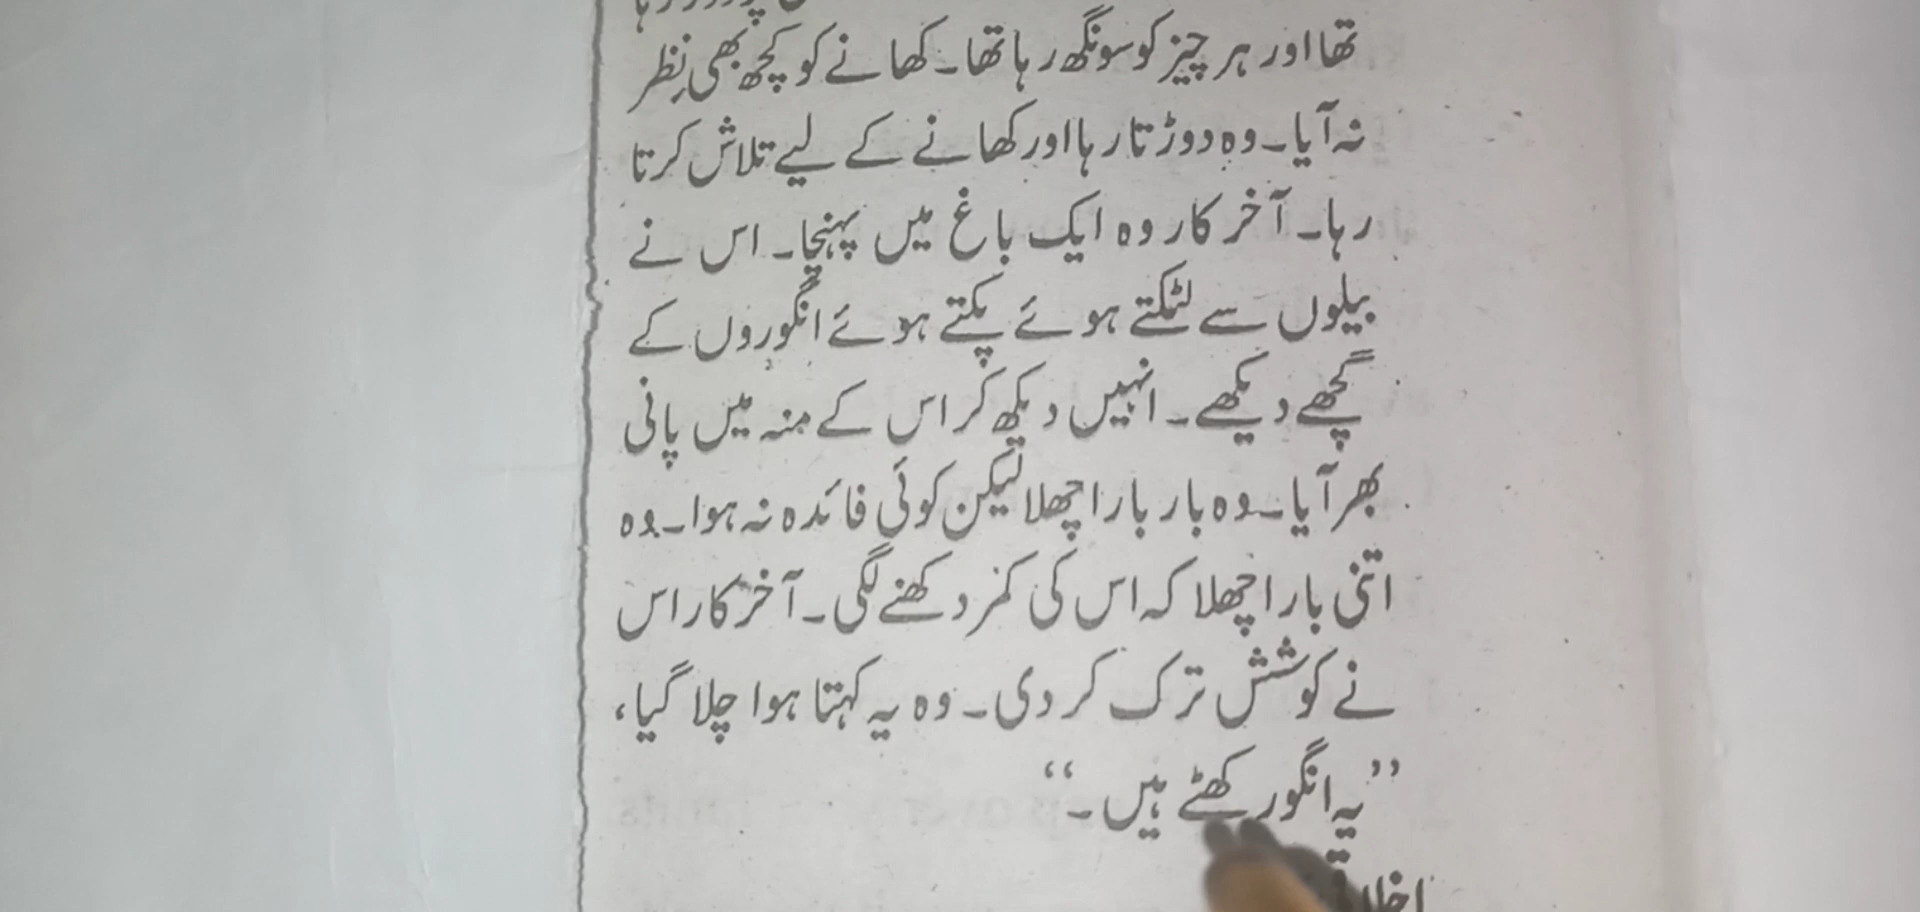 تھا اور ہر چیز کو سونگھ رہا تھا۔ کھانے کو کچھ بھی نظر
نہ آیا۔ وہ دوڑتا رہا اور کھانے کے لیے تلاش کرتا
رہا۔ آخر کار وہ ایک باغ میں پہنچا۔ اس نے
بیلوں سے لٹکتے ہوئے پکتے ہوئے انگوروں کے
گچھے دیکھے۔ انہیں دیکھ کر اس کے منہ میں پانی
بھر آیا۔ وہ بار بار اچھلا لیکن کوئی فائدہ نہ ہوا۔ وہ
اتنی بار اچھلا کہ اس کی کمر دکھنے لگی۔ آخر کار اس
نے کوشش ترک کر دی۔ وہ یہ کہتا ہوا چلا گیا،
’’یہ انگور کھٹے ہیں۔‘‘